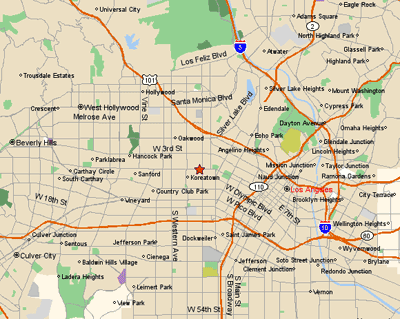 Eagle Rock
Universal City
Adams Square
2
North Highland Park
5
Atwater
Glassell Park
Los Feliz Blvd
Highland Park
Trousdale Estates
101
Hollywood
Silver Lake Heights
Mount Washington
Santa Monica Blvd
Crescent
West Hollywood
Vine St
Silver Lake Blvd
Edendale
Cypress Park
Melrose Ave
Dayton Avenue
Omaha Heights
Oakwood
Echo Park
Glendale Junction
Beverly Hills
W 3rd St
Angelino Heights
Lincoln Heights
Hancock Park
Parklabrea
Mission Junction
Taylor Junction
Carthay Circle
Sanford
Koreatown
Naud Junction
Ramona Gardens
South Carthay
110
Los Angeles
Country Club Park
W Olympic Blvd
City Terrace
W 18th St
Vineyard
W Pico Blvd
E 7th St
Brooklyn Heights
S Western Ave
Wellington Heights
10
Culver Junction
Sentous
Jefferson Park
Dockweiler
Saint James Park
60
Wyvernwood
Culver City
Cienega
Jefferson
Soto Street Junction
Brylane
Baldwin Hills Village
Clement Junction
Redondo Junction
Ladera Heights
Leimert Park
S Main St
Vernon
View Park
S Broadway
W 54th St